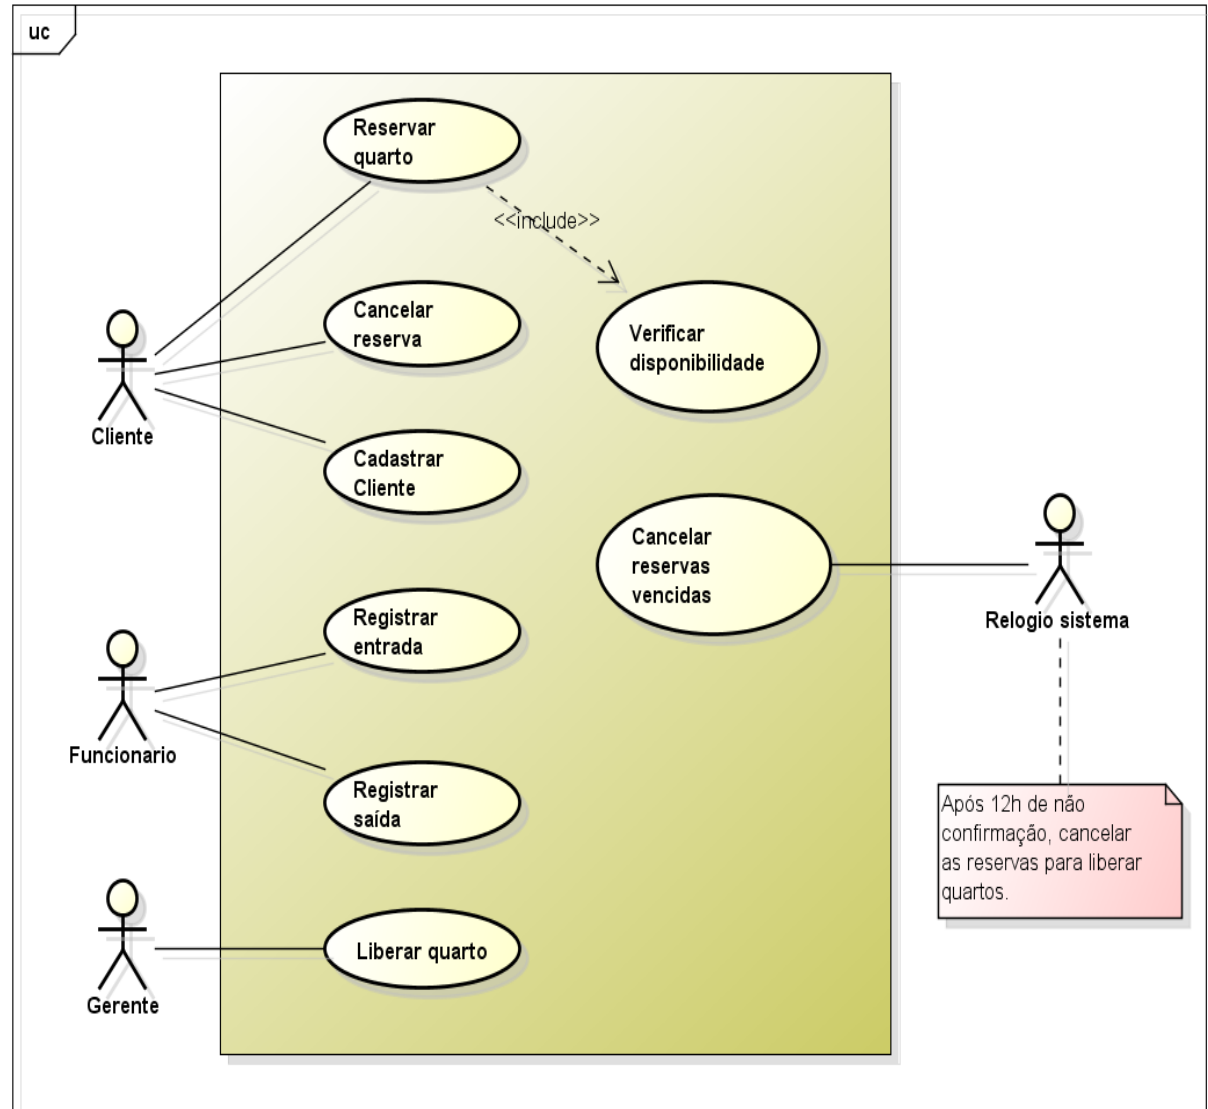 uc
Reservar
quarto
<<include>>
Cancelar
reserva
Verificar
disponibilidade
Cliente
Cadastrar
Cliente
Cancelar
reservas
vencidas
Relogio sistema
Registrar
entrada
Funcionario
Registrar
saída
Após 12h de não
confirmação, cancelar
as reservas para liberar
quartos.
Liberar quarto
Gerente